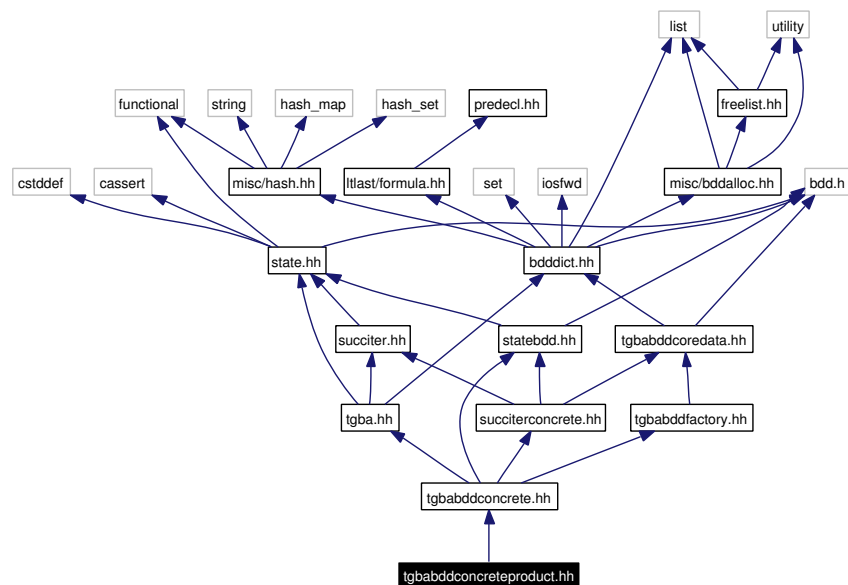 list
utility
functional
string
hash_map
hash_set
predecl.hh
freelist.hh
cstddef
cassert
misc/hash.hh
ltlast/formula.hh
set
iosfwd
misc/bddalloc.hh
bdd.h
state.hh
bdddict.hh
succiter.hh
statebdd.hh
tgbabddcoredata.hh
tgba.hh
succiterconcrete.hh
tgbabddfactory.hh
tgbabddconcrete.hh
tgbabddconcreteproduct.hh